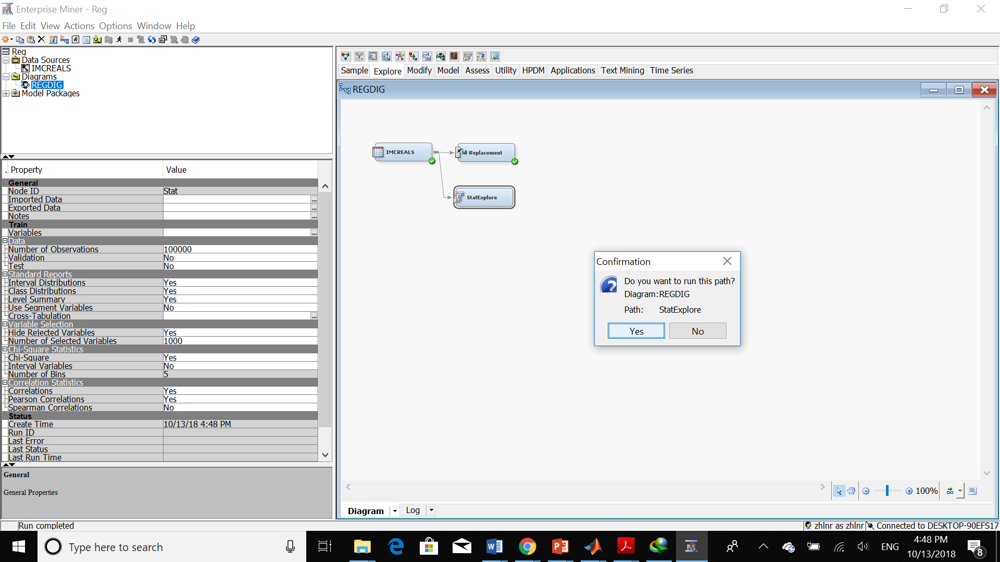 Enterprise Miner - Reg
File Edit View Actions Options Window Help
Reg
Data Sources
IMCREALS
Diagrams
REGDIG
Model Packages
.. Property Value
General
Node ID Stat
Imported Data ...
Exported Data ...
Notes ...
Train
Variables ...
Data
Number of Observations 100000
Validation No
Test No
Standard Reports
Interval Distributions Yes
Class Distributions Yes
Level Summary Yes
Use Segment Variables No
Cross-Tabulation ...
Variable Selection
Hide Rejected Variables Yes
Number of Selected Variables 1000
Chi-Square Statistics
Chi-Square Yes
Interval Variables No
Number of Bins 5
Correlation Statistics
Correlations Yes
Pearson Correlations Yes
Spearman Correlations No
Status
Create Time 10/13/18 4:48 PM
Run ID
Last Error
Last Status
Last Run Time
General
General Properties
Sample Explore Modify Model Assess Utility HPDM Applications Text Mining Time Series
REGDIG
IMCREALS
Replacement
StatExplore
Confirmation
Do you want to run this path?
Diagram:REGDIG
Path: StatExplore
Yes No
100%
Diagram Log
Run completed
zhlnr as zhlnr Connected to DESKTOP-90EFS17
Type here to search
ENG
4:48 PM
10/13/2018
8